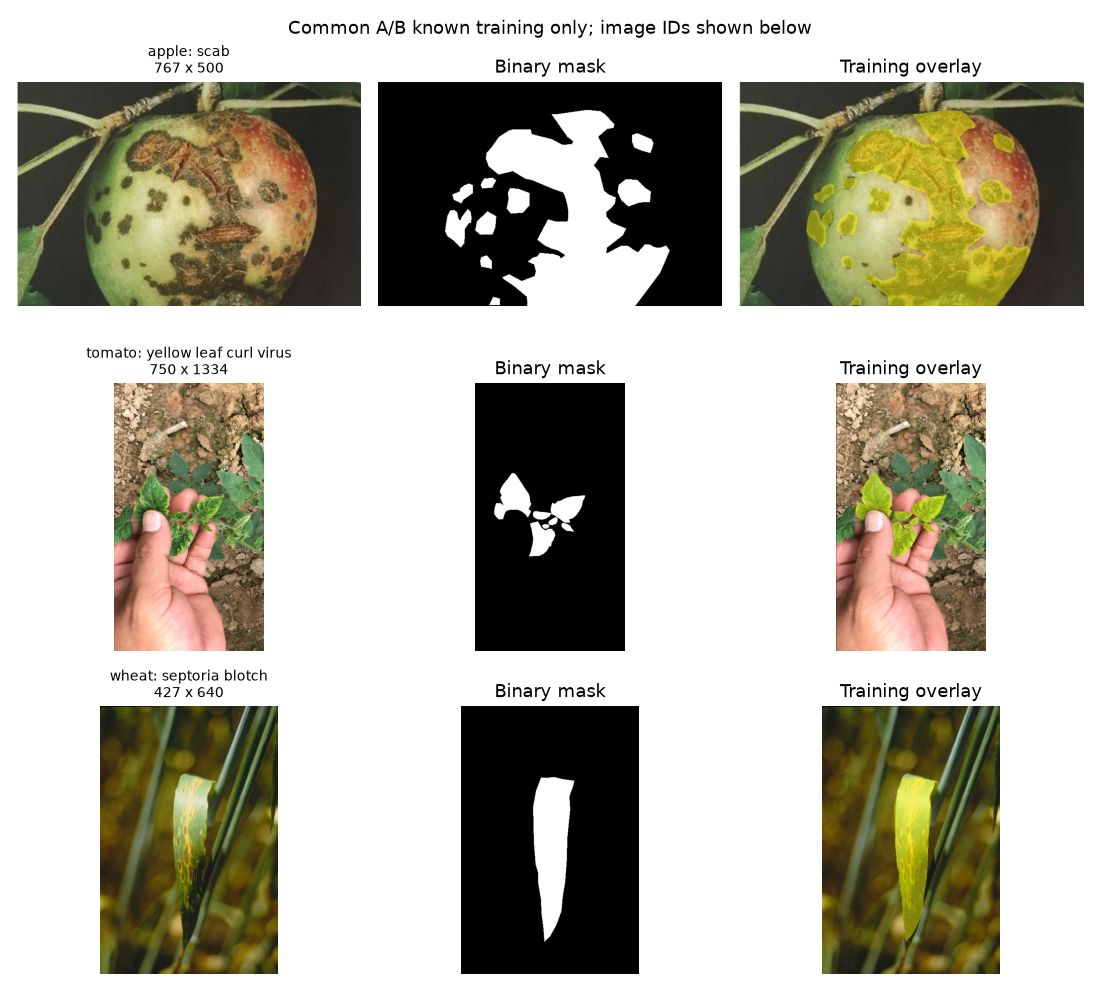 Common A/B known training only; image IDs shown below
apple: scab
767 x 500
Binary mask
Training overlay
tomato: yellow leaf curl virus
750 x 1334
Binary mask
Training overlay
wheat: septoria blotch
427 x 640
Binary mask
Training overlay